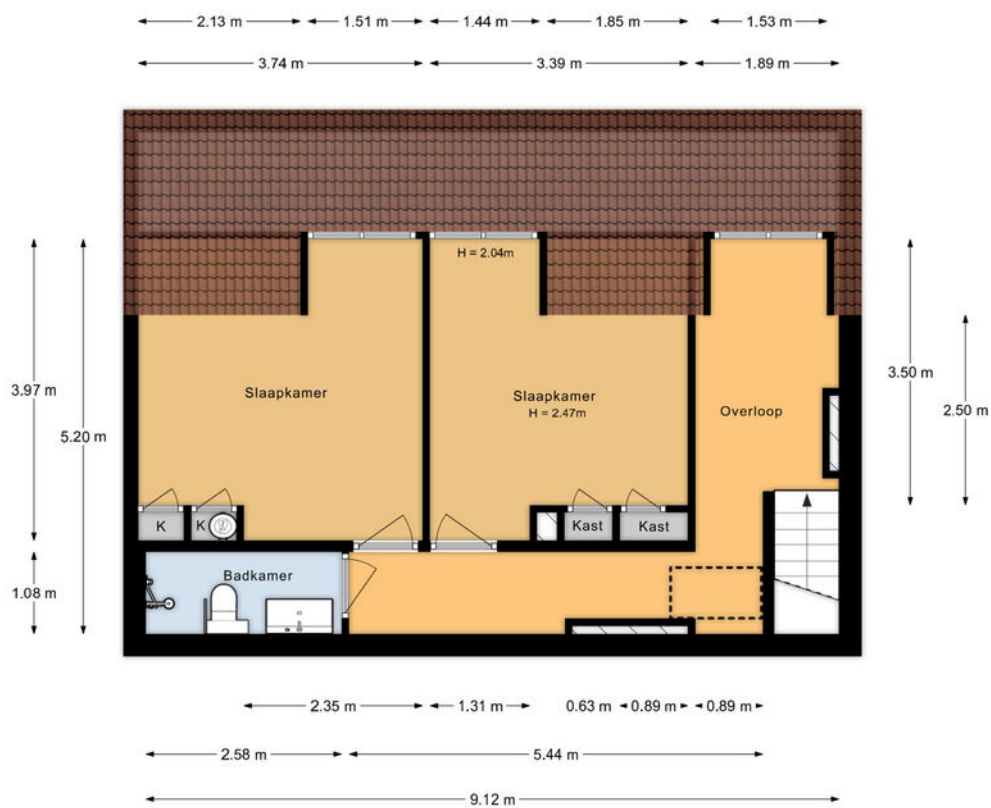 2.13 m 1.51 m 1.44 m 1.85 m 1.53 m
3.74 m 3.39 m 1.89 m
H = 2.04m
3.97 m
5.20 m
Slaapkamer
Slaapkamer
H = 2.47m
Overloop
3.50 m
2.50 m
K K Kast Kast
Badkamer
1.08 m
2.35 m 1.31 m 0.63 m 0.89 m 0.89 m
2.58 m 5.44 m
9.12 m